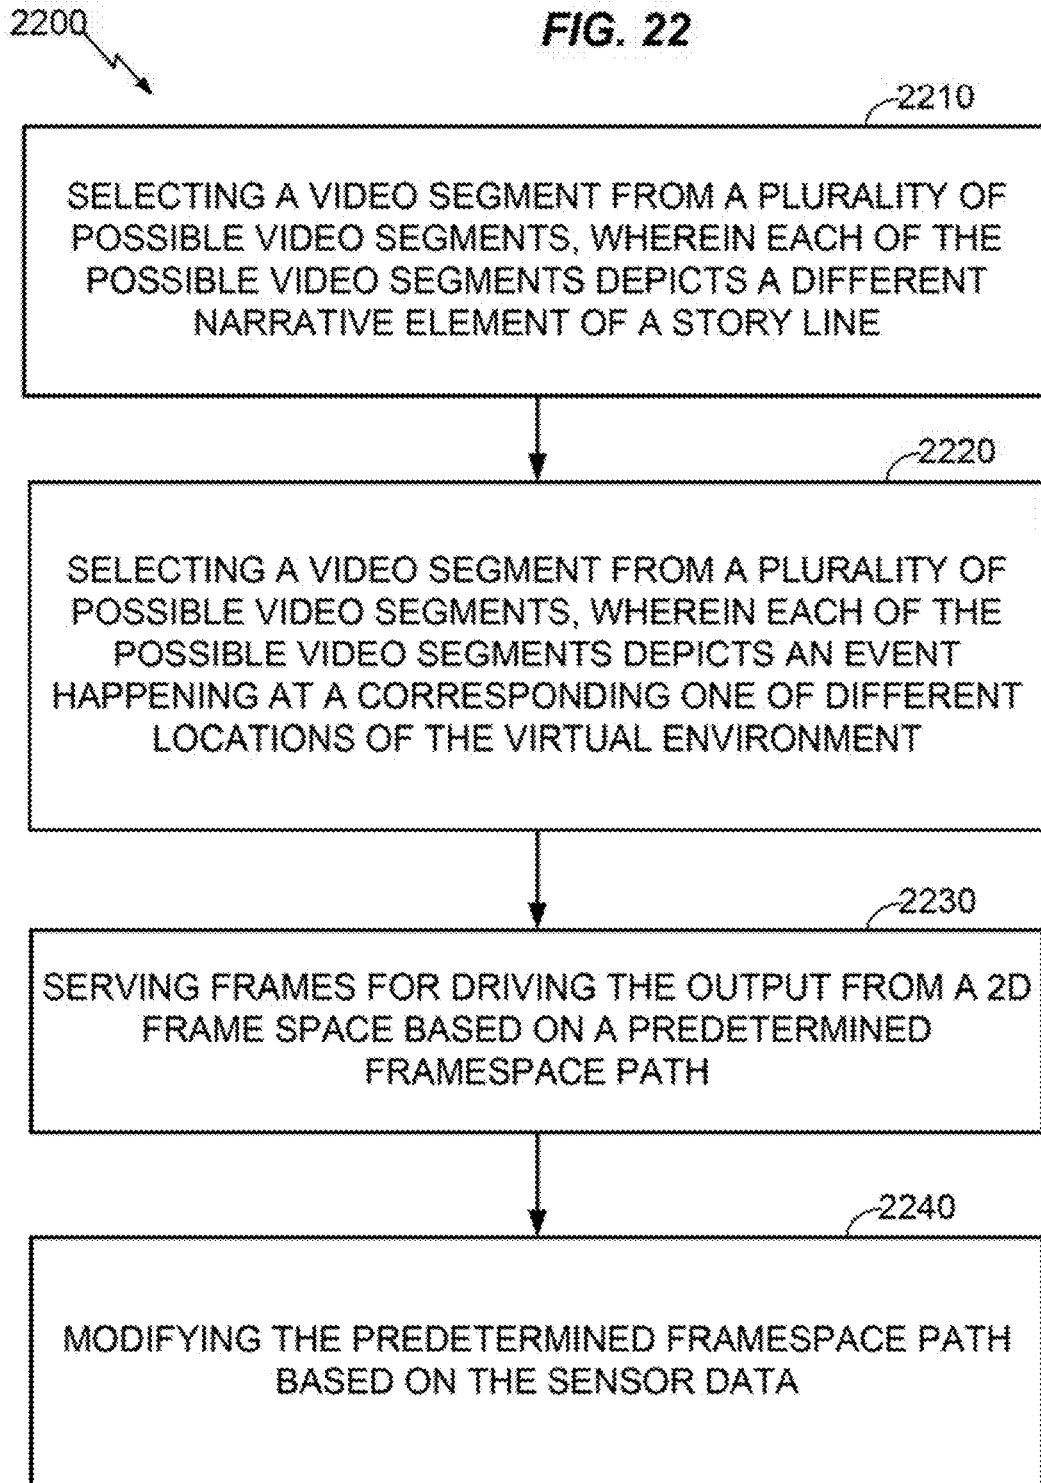 2200
FIG. 22
2210
SELECTING A VIDEO SEGMENT FROM A PLURALITY OF
POSSIBLE VIDEO SEGMENTS, WHEREIN EACH OF THE
POSSIBLE VIDEO SEGMENTS DEPICTS A DIFFERENT
NARRATIVE ELEMENT OF A STORY LINE
2220
SELECTING A VIDEO SEGMENT FROM A PLURALITY OF
POSSIBLE VIDEO SEGMENTS, WHEREIN EACH OF THE
POSSIBLE VIDEO SEGMENTS DEPICTS AN EVENT
HAPPENING AT A CORRESPONDING ONE OF DIFFERENT
LOCATIONS OF THE VIRTUAL ENVIRONMENT
2230
SERVING FRAMES FOR DRIVING THE OUTPUT FROM A 2D
FRAME SPACE BASED ON A PREDETERMINED
FRAMESPACE PATH
2240
MODIFYING THE PREDETERMINED FRAMESPACE PATH
BASED ON THE SENSOR DATA